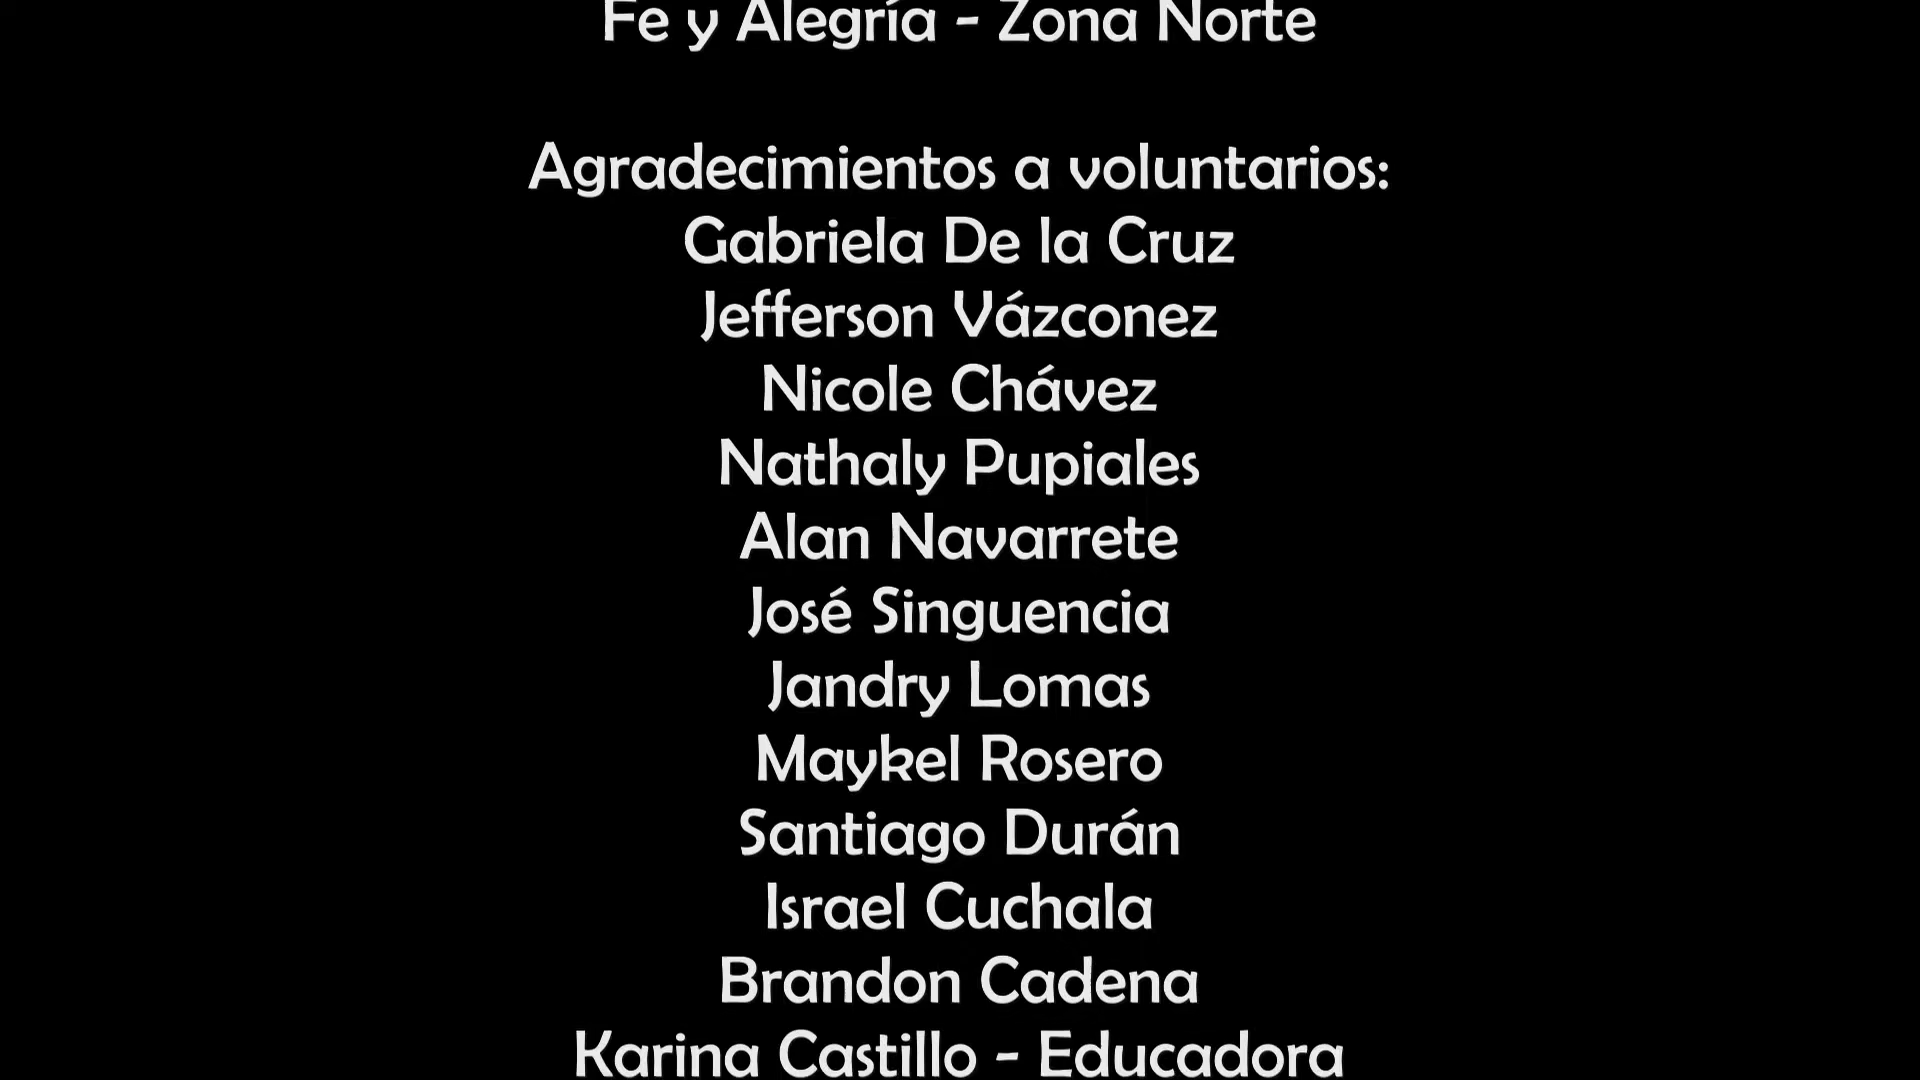 Fe y Alegría - Zona Norte
Agradecimientos a voluntarios:
Gabriela De la Cruz
Jefferson Vázconez
Nicole Chávez
Nathaly Pupiales
Alan Navarrete
José Singuencia
Jandry Lomas
Maykel Rosero
Santiago Durán
Israel Cuchala
Brandon Cadena
Karina Castillo - Educadora